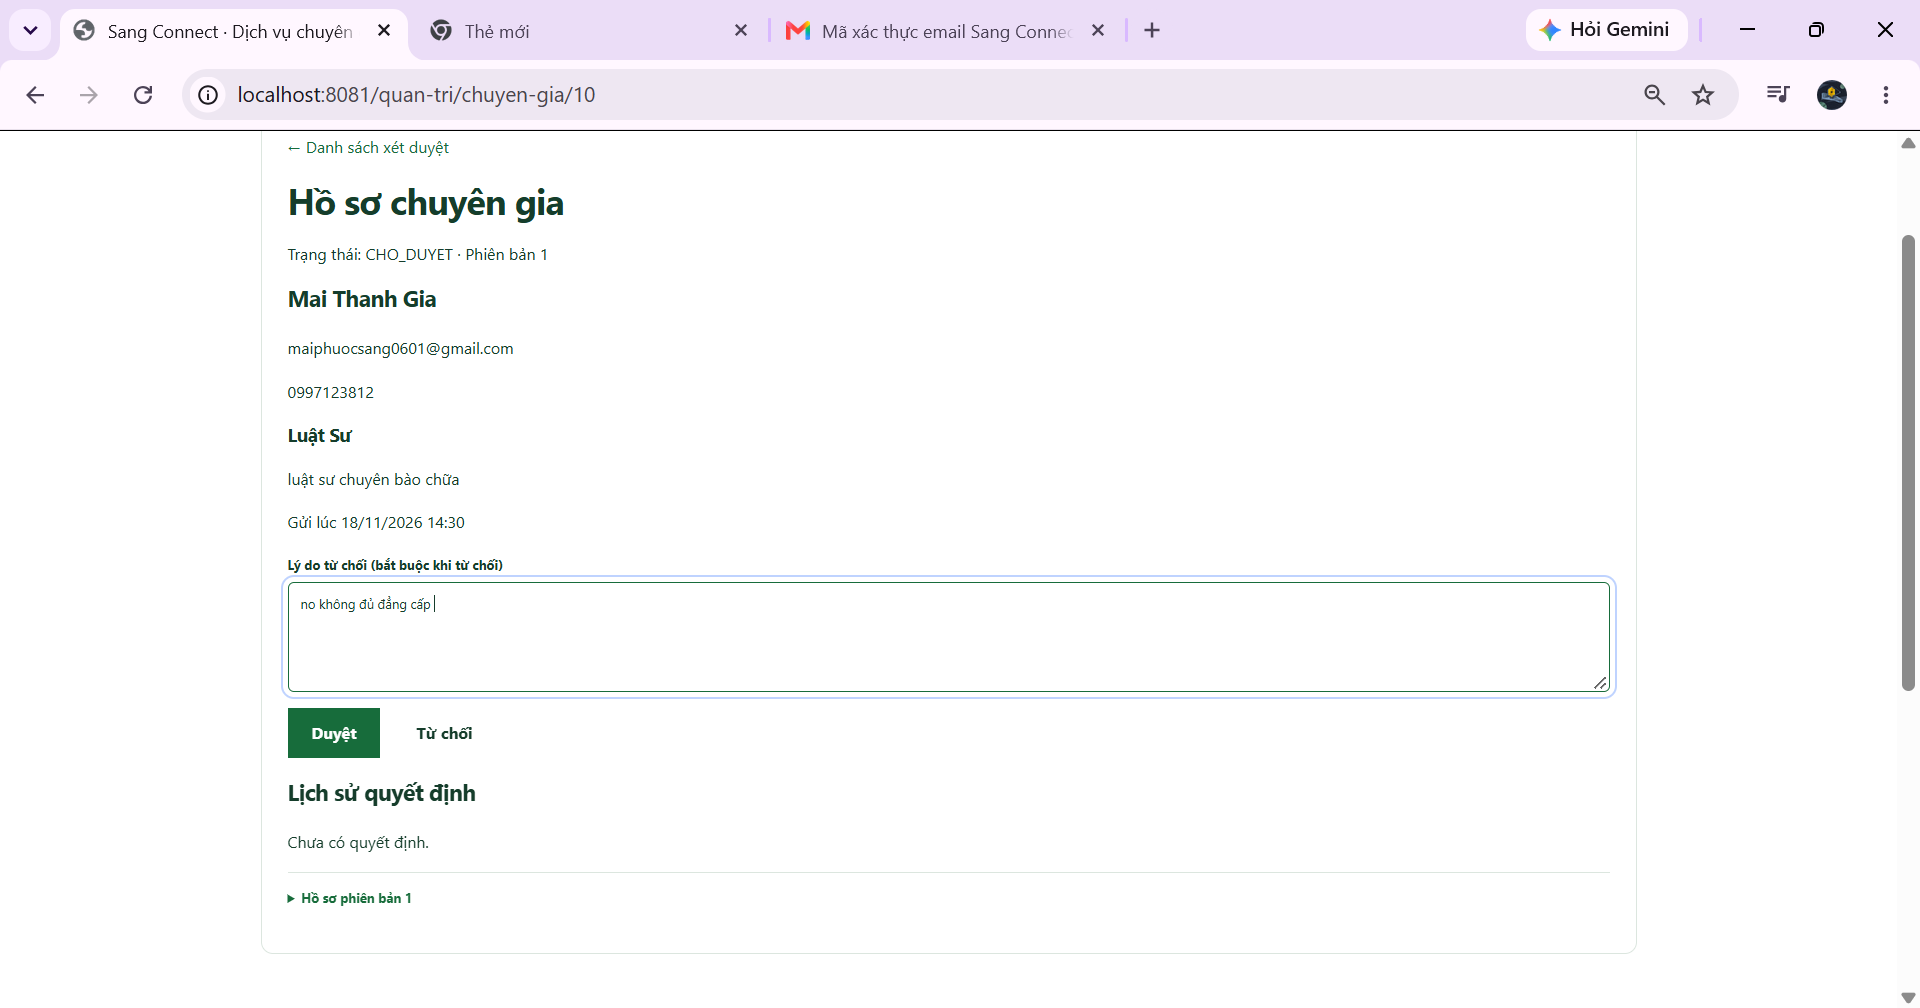 Sang Connect · Dịch vụ chuyên
Thẻ mới
Mã xác thực email Sang Connec
Hỏi Gemini
localhost:8081/quan-tri/chuyen-gia/10
← Danh sách xét duyệt
Hồ sơ chuyên gia
Trạng thái: CHO_DUYET · Phiên bản 1
Mai Thanh Gia
maiphuocsang0601@gmail.com
0997123812
Luật Sư
luật sư chuyên bào chữa
Gửi lúc 18/11/2026 14:30
Lý do từ chối (bắt buộc khi từ chối)
no không đủ đẳng cấp
Duyệt
Từ chối
Lịch sử quyết định
Chưa có quyết định.
▶ Hồ sơ phiên bản 1